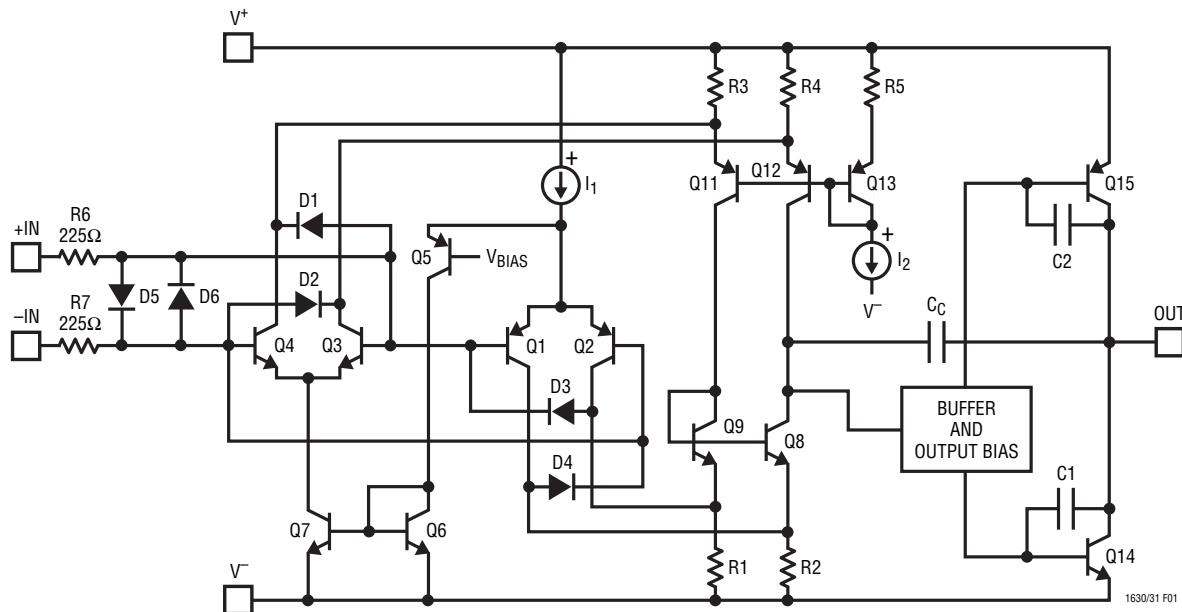 V+
R3
R4
R5
I1
+
Q11
Q12
Q13
Q15
D1
+IN
R6
225Ω
Q5
VBIAS
+
I2
V−
C2
D5
D6
D2
R7
225Ω
−IN
CC
OUT
Q4
Q3
Q1
Q2
D3
Q9
Q8
BUFFER
AND
OUTPUT BIAS
D4
C1
Q7
Q6
R1
R2
Q14
V−
1630/31 F01